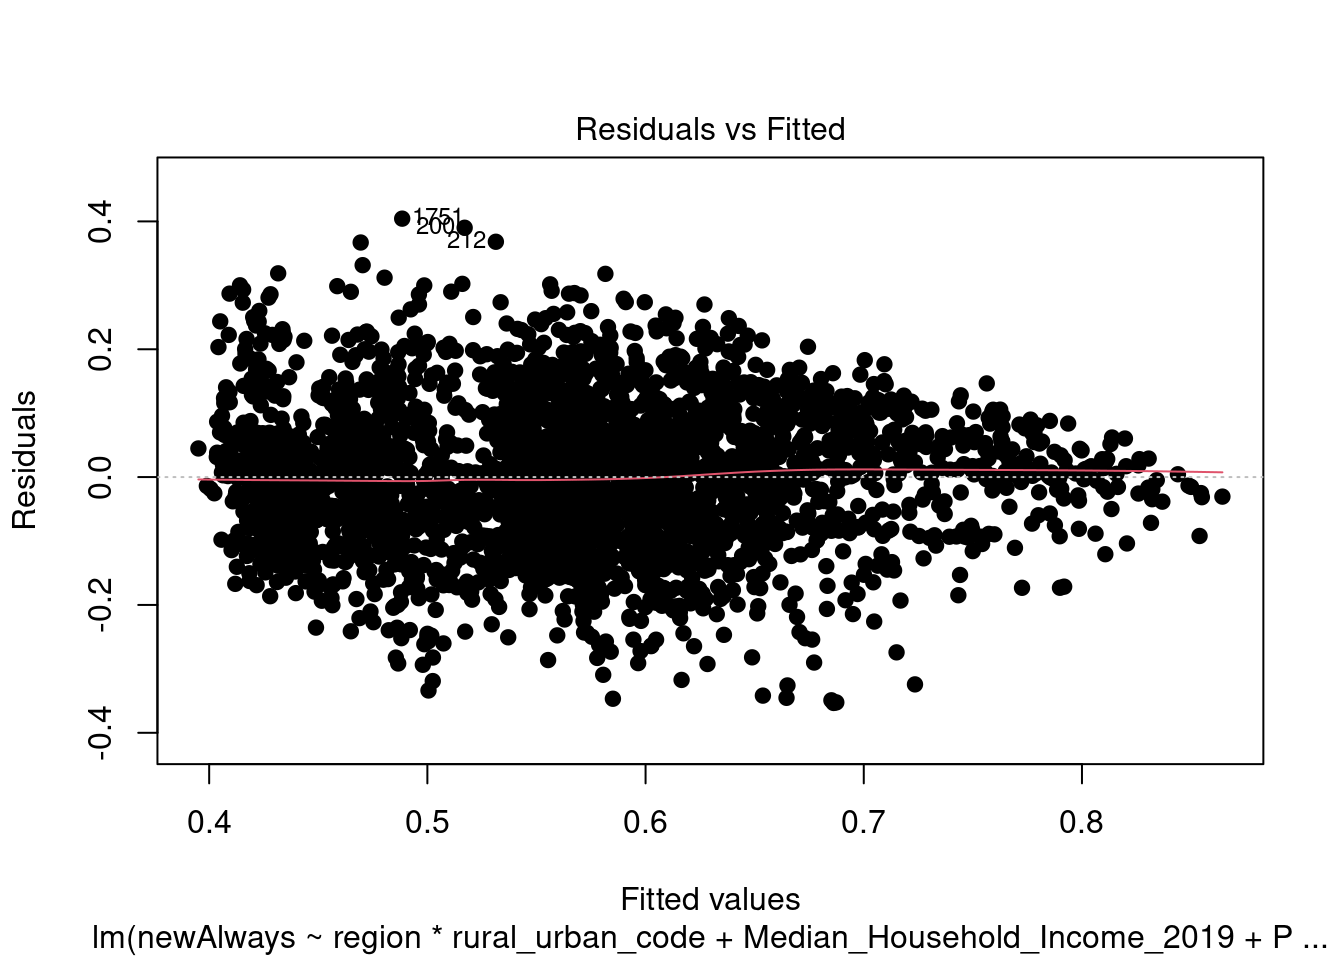 Residuals vs Fitted
Residuals
0.4
0.2
0.0
-0.2
-0.4
1751
2001
212
0.4 0.5 0.6 0.7 0.8
Fitted values
lm(newAlways ~ region * rural_urban_code + Median_Household_Income_2019 + P ...